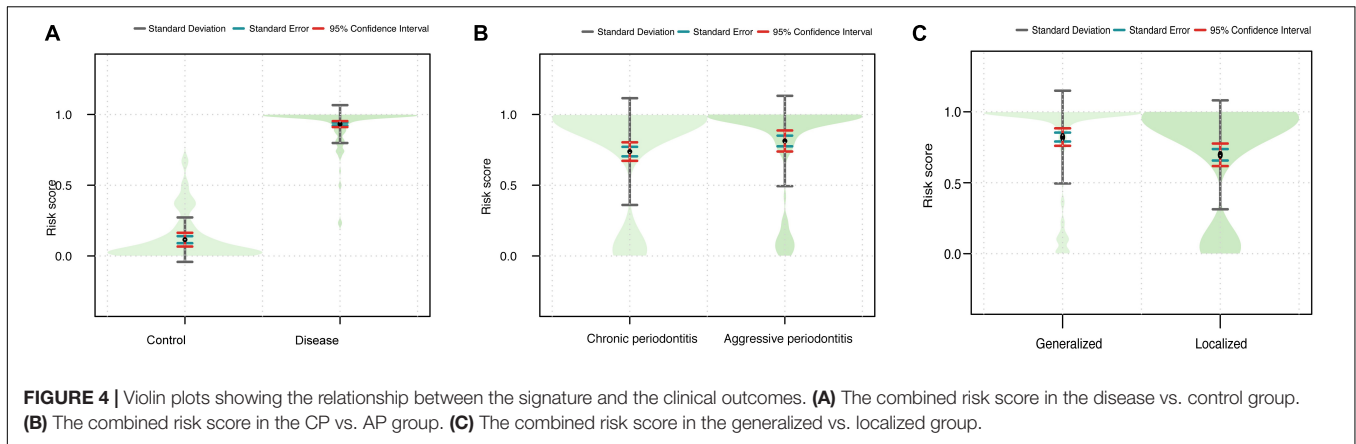 A
Standard Deviation Standard Error 95% Confidence Interval
1.0
0.5
0.0
Risk score
Control Disease
B
Standard Deviation Standard Error 95% Confidence Interval
1.0
0.5
0.0
Risk score
Chronic periodontitis Aggressive periodontitis
C
Standard Deviation Standard Error 95% Confidence Interval
1.0
0.5
0.0
Risk score
Generalized Localized
FIGURE 4 | Violin plots showing the relationship between the signature and the clinical outcomes. (A) The combined risk score in the disease vs. control group.
(B) The combined risk score in the CP vs. AP group. (C) The combined risk score in the generalized vs. localized group.